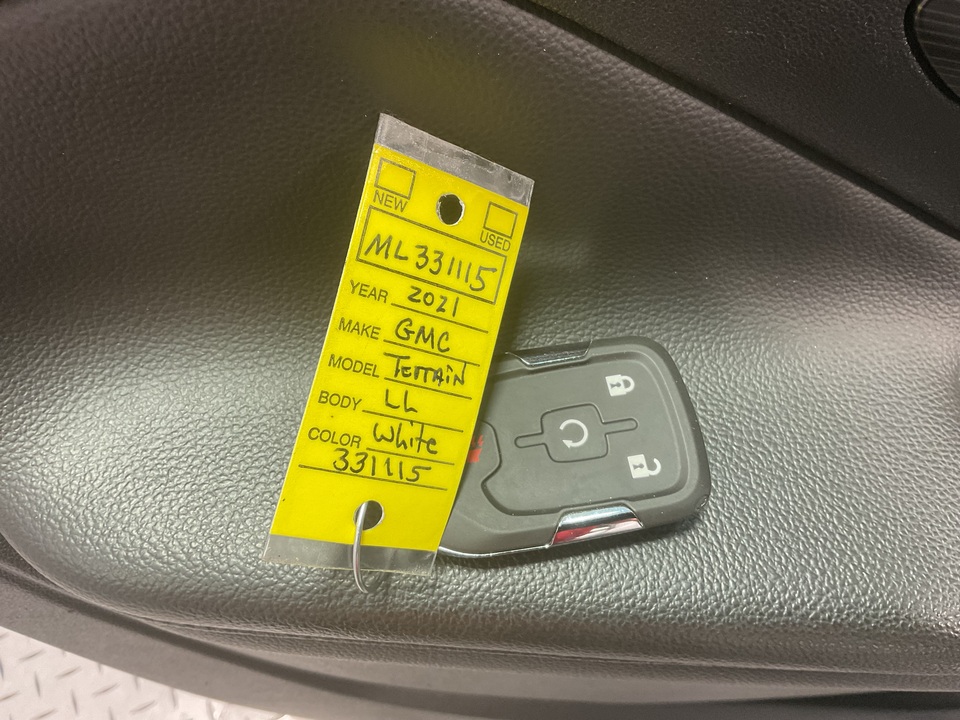 NEW
USED
ML331115
YEAR 2021
MAKE GMC
MODEL Terrain
BODY LL
COLOR White
331115